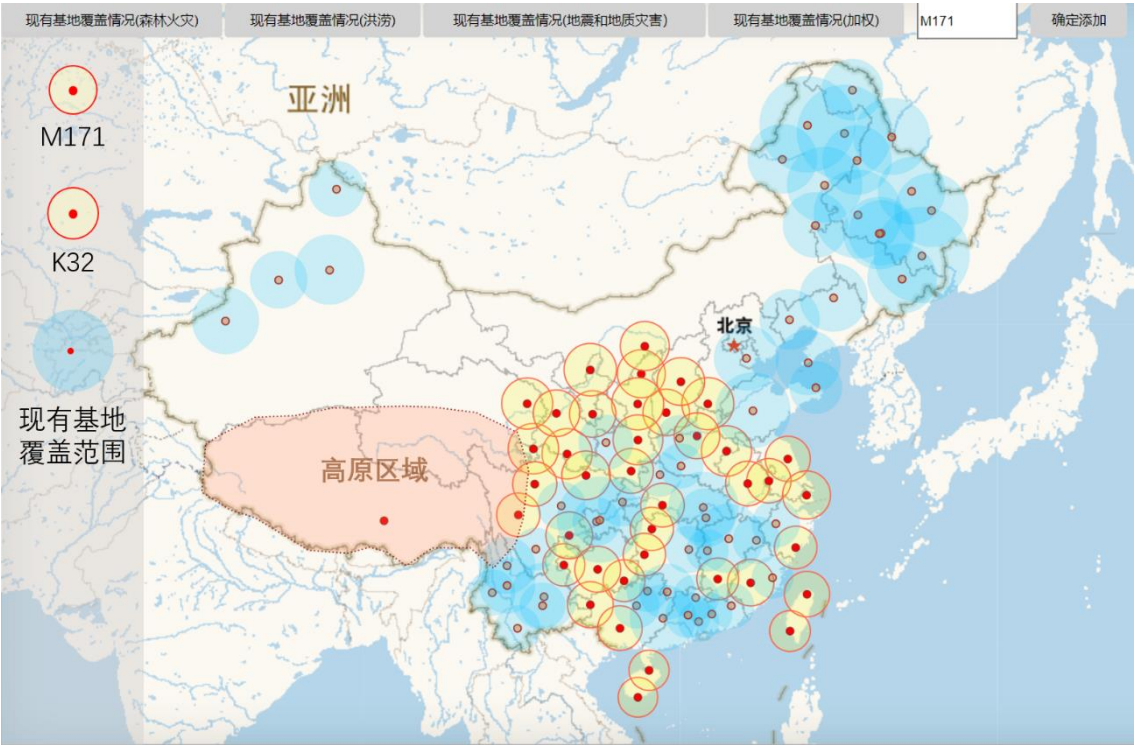 现有基地覆盖情况(森林火灾)
现有基地覆盖情况(洪涝)
现有基地覆盖情况(地震和地质灾害)
现有基地覆盖情况(加权)
M171
确定添加
亚洲
M171
K32
北京
现有基地
覆盖范围
高原区域